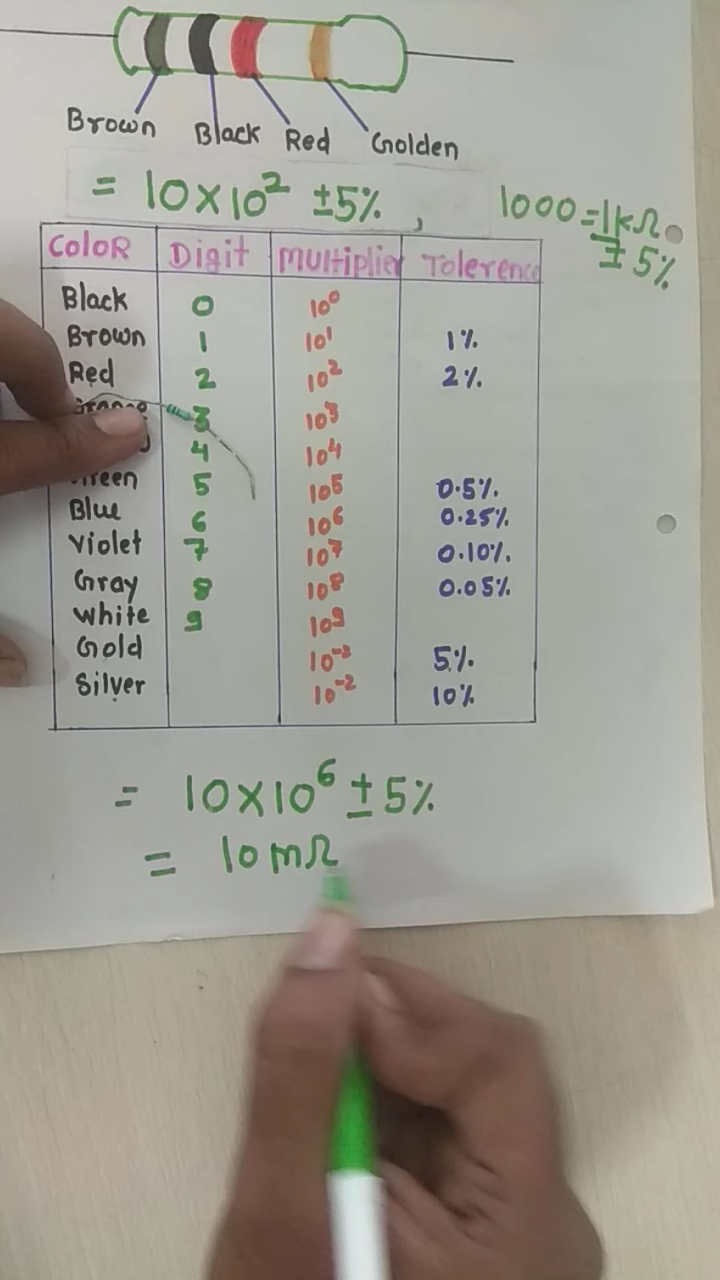 Brown Black Red Golden
= 10×10² ±5% , 1000 = 1kΩ
± 5%
Color Digit Multiplier Tolerence
Black 0 10⁰
Brown 1 10¹ 1%
Red 2 10² 2%
3 10³
4 10⁴
5 10⁵ 0.5%
Blue 6 10⁶ 0.25%
Violet 7 10⁷ 0.10%
Gray 8 10⁸ 0.05%
White 9 10⁹
Gold 5%
Silver 10⁻² 10%
= 10×10⁶ ±5%
= 10mΩ